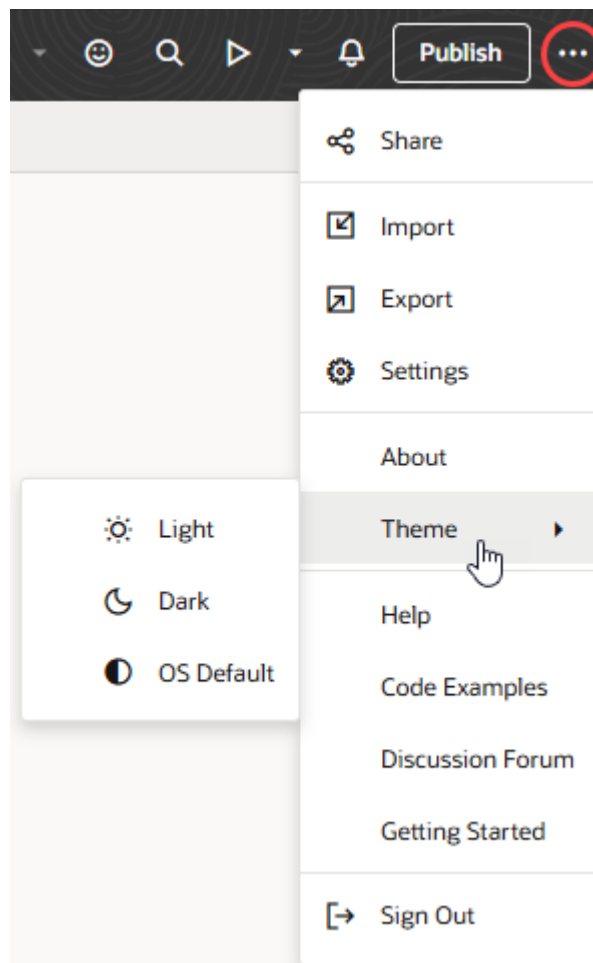 Publish
Share
Import
Export
Settings
About
Theme
Light
Dark
OS Default
Help
Code Examples
Discussion Forum
Getting Started
Sign Out